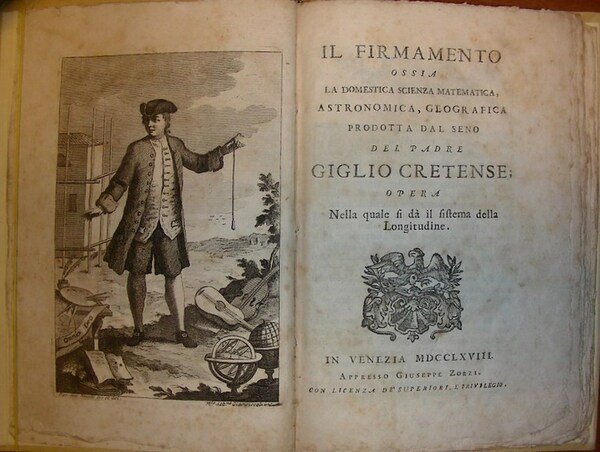 IL FIRMAMENTO
OSSIA
LA DOMESTICA SCIENZA MATEMATICA,
ASTRONOMICA, GEOGRAFICA
PRODOTTA DAL SENO
DEL PADRE
GIGLIO CRETENSE;
OPERA
Nella quale ſi dà il ſiſtema della
Longitudine.
IN VENEZIA MDCCLXVIII.
APPRESSO GIUSEPPE ZORZI.
CON LICENZA DE' SUPERIORI, E PRIVILEGIO.